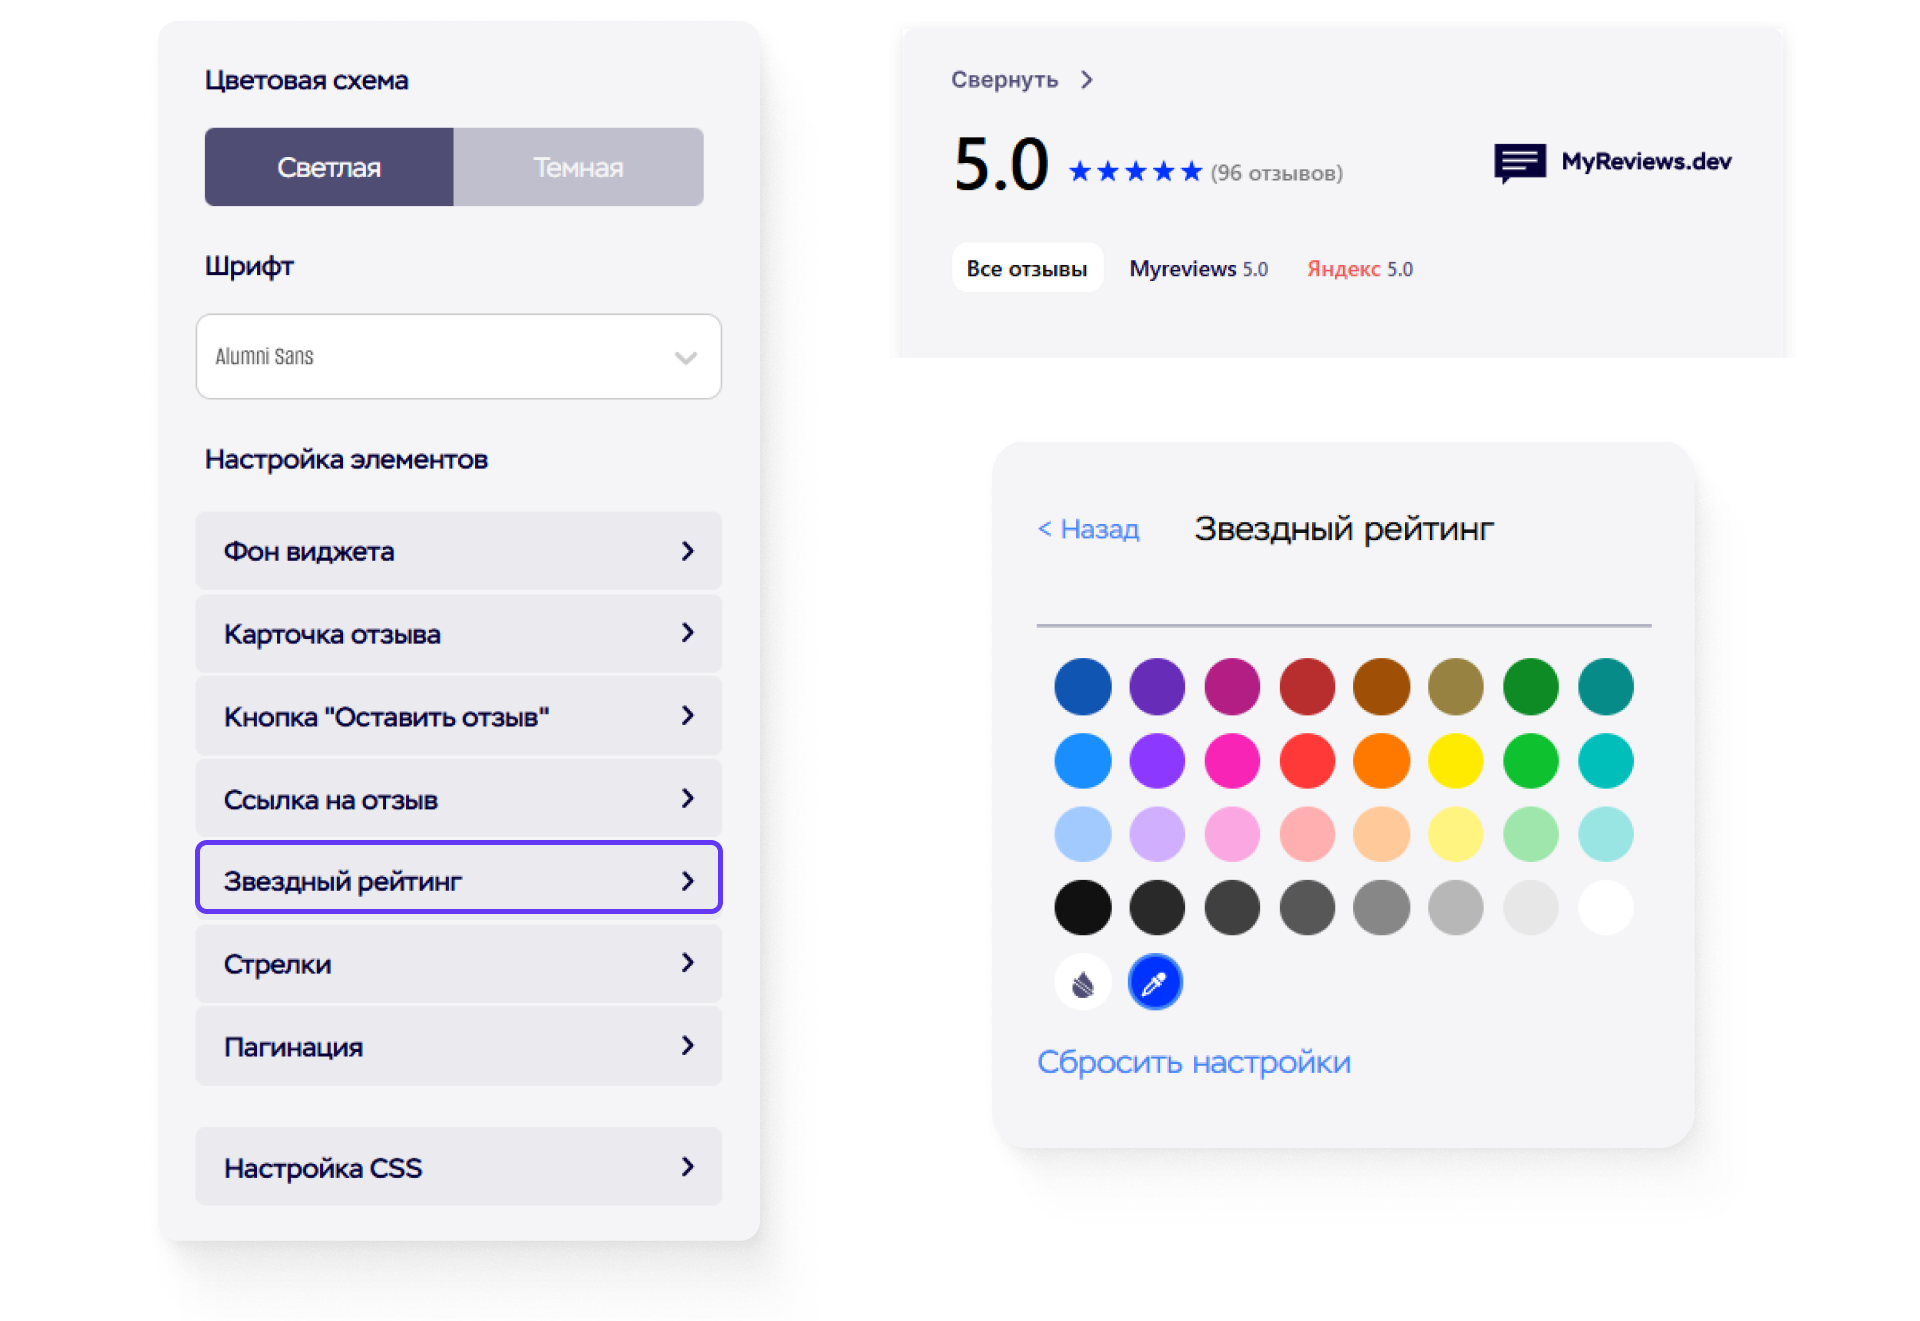 Цветовая схема
Светлая Темная
Шрифт
Alumni Sans
Настройка элементов
Фон виджета
Карточка отзыва
Кнопка "Оставить отзыв"
Ссылка на отзыв
Звездный рейтинг
Стрелки
Пагинация
Настройка CSS
Свернуть
5.0 ★★★★★ (96 отзывов)
MyReviews.dev
Все отзывы Myreviews 5.0 Яндекс 5.0
< Назад Звездный рейтинг
Сбросить настройки